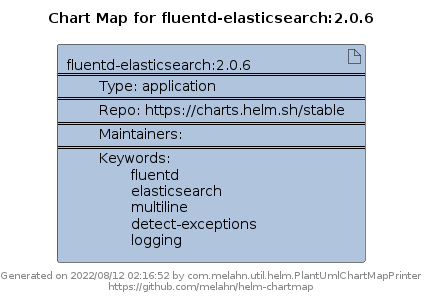 Chart Map for fluentd-elasticsearch:2.0.6
fluentd-elasticsearch:2.0.6
Type: application
Repo: https://charts.helm.sh/stable
Maintainers:
Keywords:
fluentd
elasticsearch
multiline
detect-exceptions
logging
Generated on 2022/08/12 02:16:52 by com.melahn.util.helm.PlantUmlChartMapPrinter
https://github.com/melahn/helm-chartmap